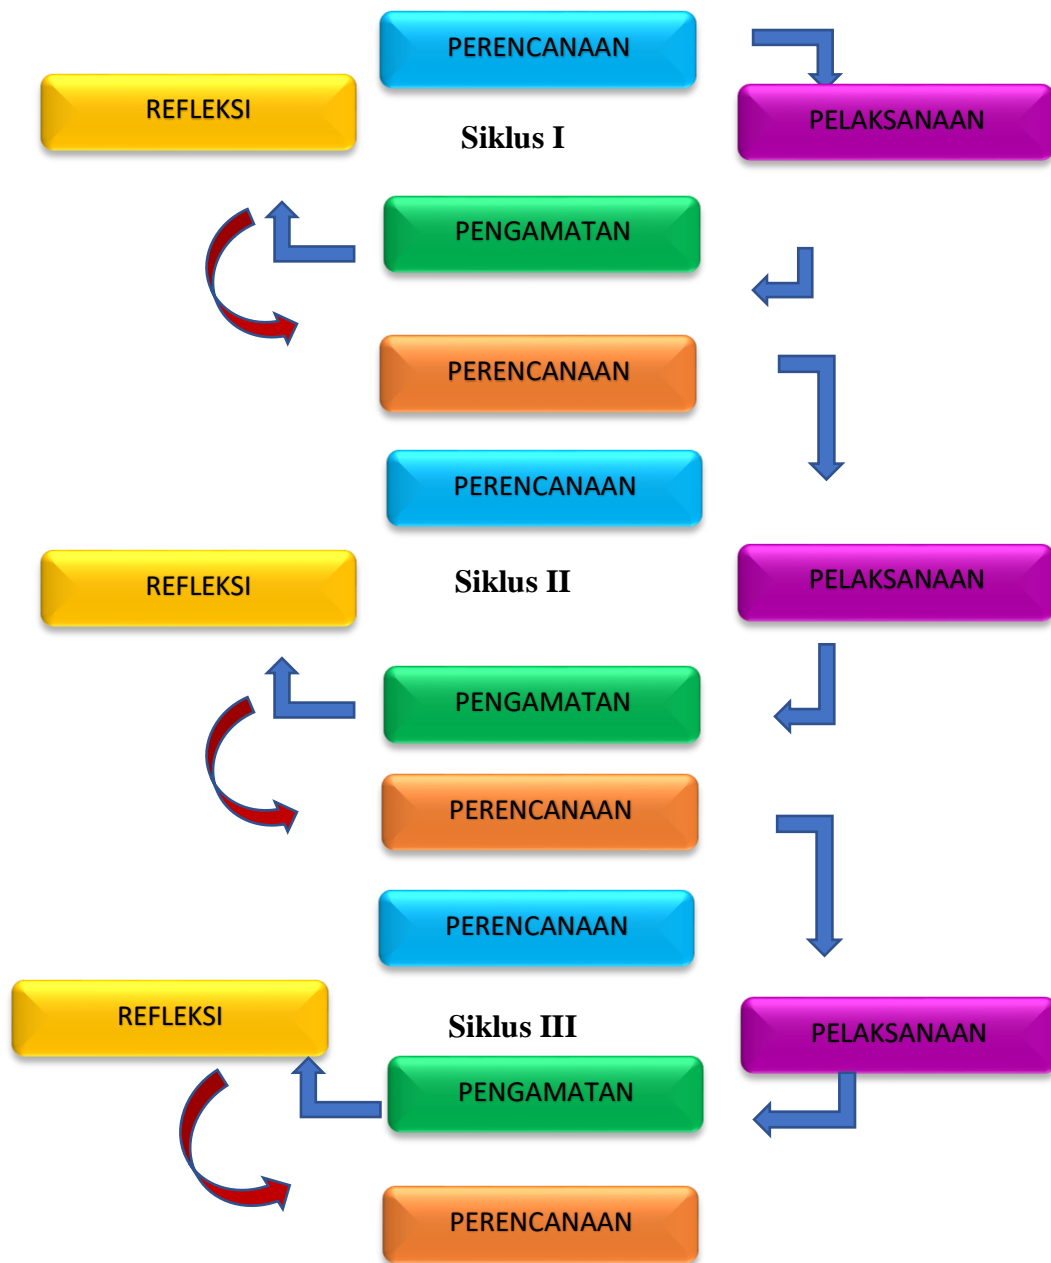 PERENCANAAN
REFLEKSI
PELAKSANAAN
Siklus I
PENGAMATAN
PERENCANAAN
PERENCANAAN
REFLEKSI
Siklus II
PELAKSANAAN
PENGAMATAN
PERENCANAAN
PERENCANAAN
REFLEKSI
Siklus III
PELAKSANAAN
PENGAMATAN
PERENCANAAN